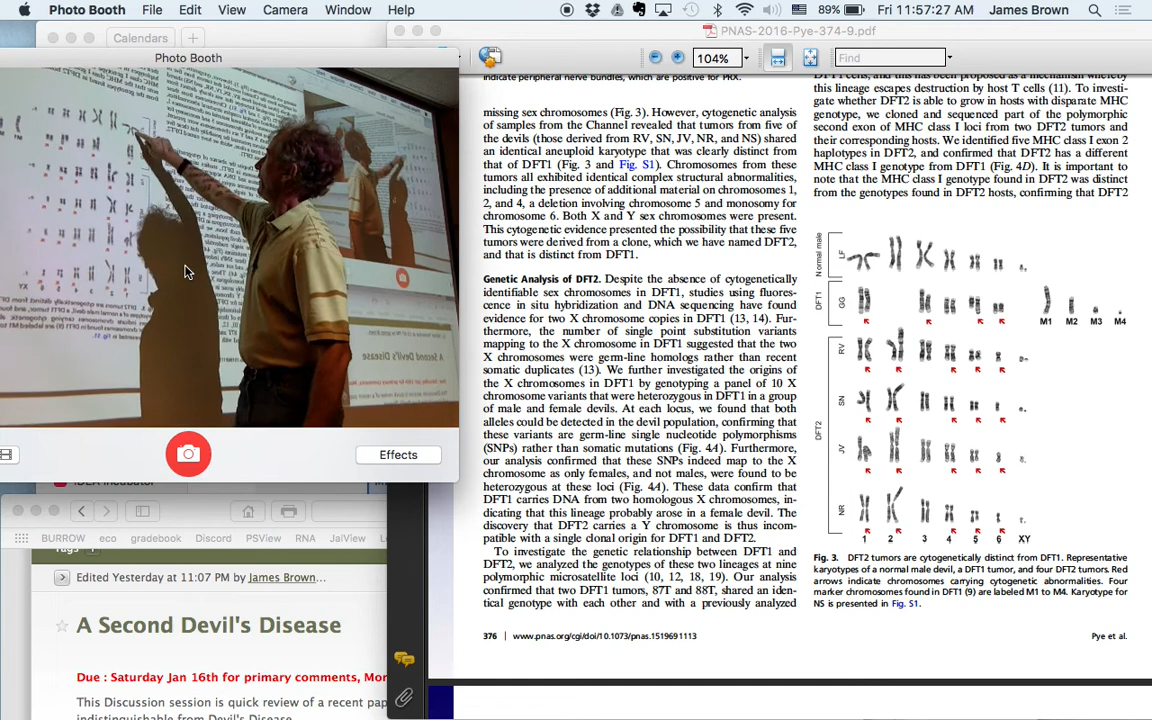 Photo Booth File Edit View Camera Window Help 89% Fri 11:57:27 AM James Brown
Calendars
PNAS-2016-Pye-374-9.pdf
Photo Booth
104%
Find
Effects
BURROW eco gradebook Discord PSView RNA JalView
Tags
Edited Yesterday at 11:07 PM by James Brown...
A Second Devil's Disease
Due : Saturday Jan 16th for primary comments, Mon
This Discussion session is quick review of a recent pap
indistinguishable from Devil's Disease.
indicate peripheral nerve bundles, which are positive for PRX.
missing sex chromosomes (Fig. 3). However, cytogenetic analysis
of samples from the Channel revealed that tumors from five of
the devils (those derived from RV, SN, JV, NR, and NS) shared
an identical aneuploid karyotype that was clearly distinct from
that of DFT1 (Fig. 3 and Fig. S1). Chromosomes from these
tumors all exhibited identical complex structural abnormalities,
including the presence of additional material on chromosomes 1,
2, and 4, a deletion involving chromosome 5 and monosomy for
chromosome 6. Both X and Y sex chromosomes were present.
This cytogenetic evidence presented the possibility that these five
tumors were derived from a clone, which we have named DFT2,
and that is distinct from DFT1.
Genetic Analysis of DFT2. Despite the absence of cytogenetically
identifiable sex chromosomes in DFT1, studies using fluores-
cence in situ hybridization and DNA sequencing have found
evidence for two X chromosome copies in DFT1 (13, 14). Fur-
thermore, the number of single point substitution variants
mapping to the X chromosome in DFT1 suggested that the two
X chromosomes were germ-line homologs rather than recent
somatic duplicates (13). We further investigated the origins of
the X chromosomes in DFT1 by genotyping a panel of 10 X
chromosome variants that were heterozygous in DFT1 in a group
of male and female devils. At each locus, we found that both
alleles could be detected in the devil population, confirming that
these variants are germ-line single nucleotide polymorphisms
(SNPs) rather than somatic mutations (Fig. 4A). Furthermore,
our analysis confirmed that these SNPs indeed map to the X
chromosome as only females, and not males, were found to be
heterozygous at these loci (Fig. 4A). These data confirm that
DFT1 carries DNA from two homologous X chromosomes, in-
dicating that this lineage probably arose in a female devil. The
discovery that DFT2 carries a Y chromosome is thus incom-
patible with a single clonal origin for DFT1 and DFT2.
To investigate the genetic relationship between DFT1 and
DFT2, we analyzed the genotypes of these two lineages at nine
polymorphic microsatellite loci (10, 12, 18, 19). Our analysis
confirmed that two DFT1 tumors, 87T and 88T, shared an iden-
tical genotype with each other and with a previously analyzed
376 | www.pnas.org/cgi/doi/10.1073/pnas.1519691113
DFT1 cells, and this has been proposed as a mechanism whereby
this lineage escapes destruction by host T cells (11). To investi-
gate whether DFT2 is able to grow in hosts with disparate MHC
genotype, we cloned and sequenced part of the polymorphic
second exon of MHC class I loci from two DFT2 tumors and
their corresponding hosts. We identified five MHC class I exon 2
haplotypes in DFT2, and confirmed that DFT2 has a different
MHC class I genotype from DFT1 (Fig. 4D). It is important to
note that the MHC class I genotype found in DFT2 was distinct
from the genotypes found in DFT2 hosts, confirming that DFT2
Normal male
LF
DFT1
GG
M1 M2 M3 M4
DFT2
RV
SN
JV
NR
1 2 3 4 5 6 XY
Fig. 3. DFT2 tumors are cytogenetically distinct from DFT1. Representative
karyotypes of a normal male devil, a DFT1 tumor, and four DFT2 tumors. Red
arrows indicate chromosomes carrying cytogenetic abnormalities. Four
marker chromosomes found in DFT1 (9) are labeled M1 to M4. Karyotype for
NS is presented in Fig. S1.
Pye et al.